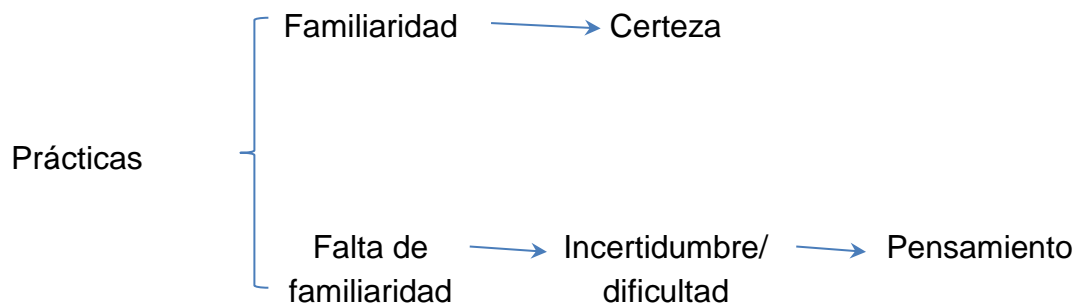 Familiaridad Certeza
Prácticas
Falta de Incertidumbre/ Pensamiento
familiaridad dificultad